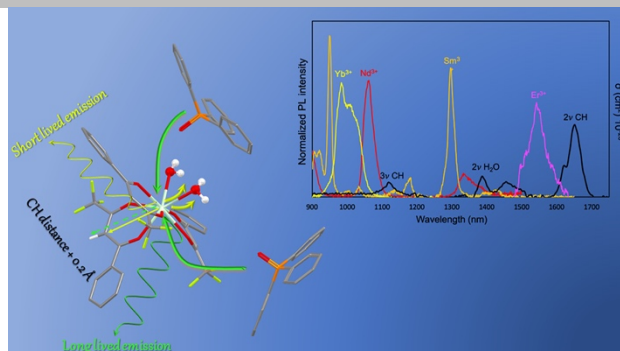 Short lived emission
CH distance + 0.2 Å
Long lived emission
Normalized PL intensity
Yb³⁺
Nd³⁺
Sm³
Er³⁺
3ν CH
2ν H₂O
2ν CH
900 1000 1100 1200 1300 1400 1500 1600 1700
Wavelength (nm)